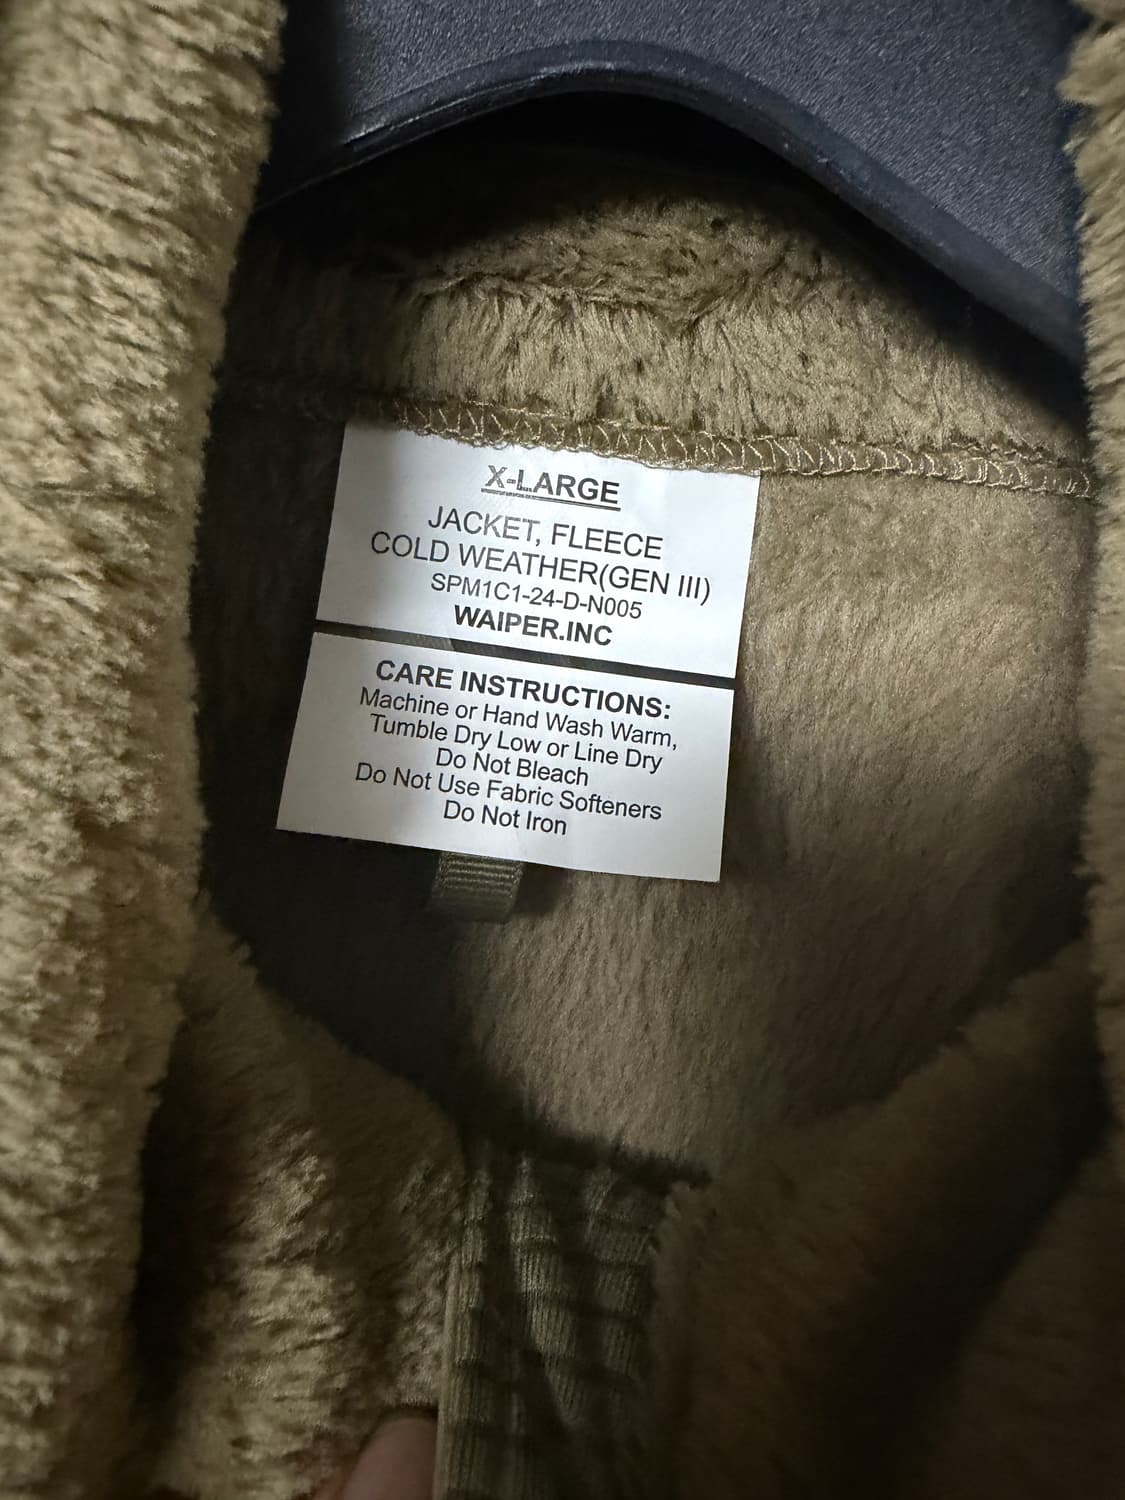 X-LARGE
JACKET, FLEECE
COLD WEATHER(GEN III)
SPM1C1-24-D-N005
WAIPER.INC
CARE INSTRUCTIONS:
Machine or Hand Wash Warm,
Tumble Dry Low or Line Dry
Do Not Bleach
Do Not Use Fabric Softeners
Do Not Iron